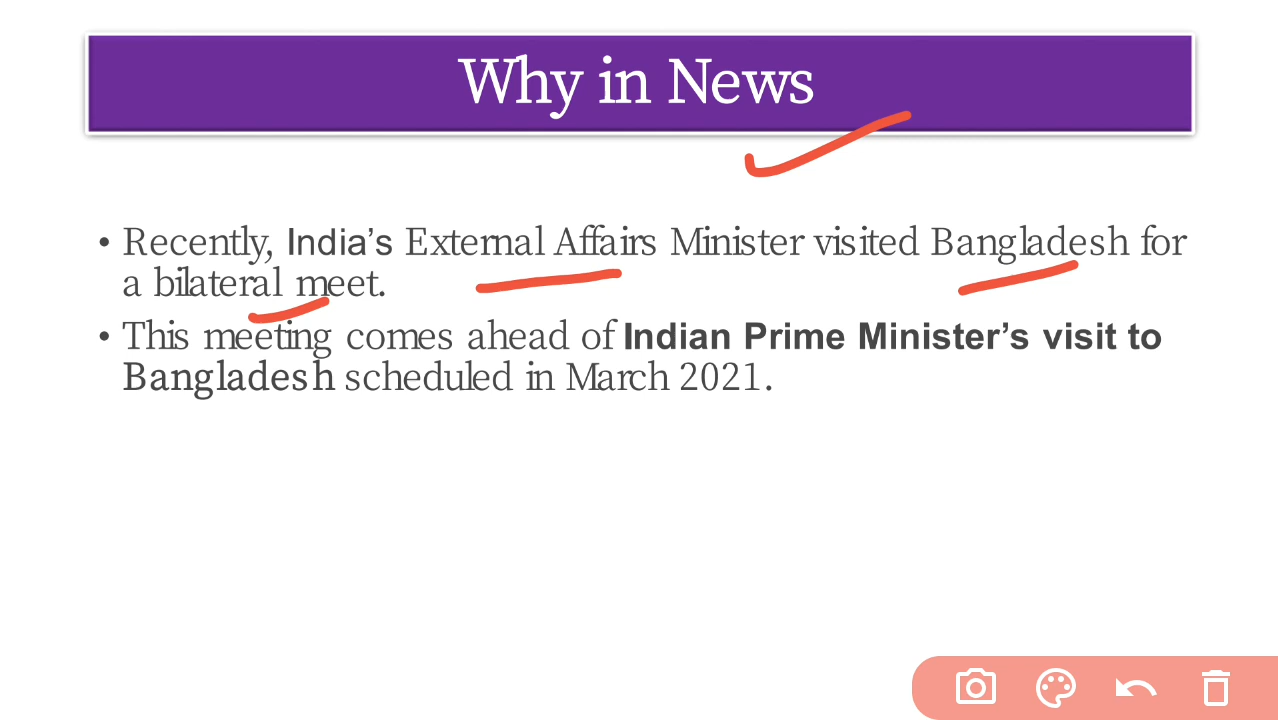 Why in News
• Recently, India’s External Affairs Minister visited Bangladesh for
a bilateral meet.
• This meeting comes ahead of Indian Prime Minister’s visit to
Bangladesh scheduled in March 2021.